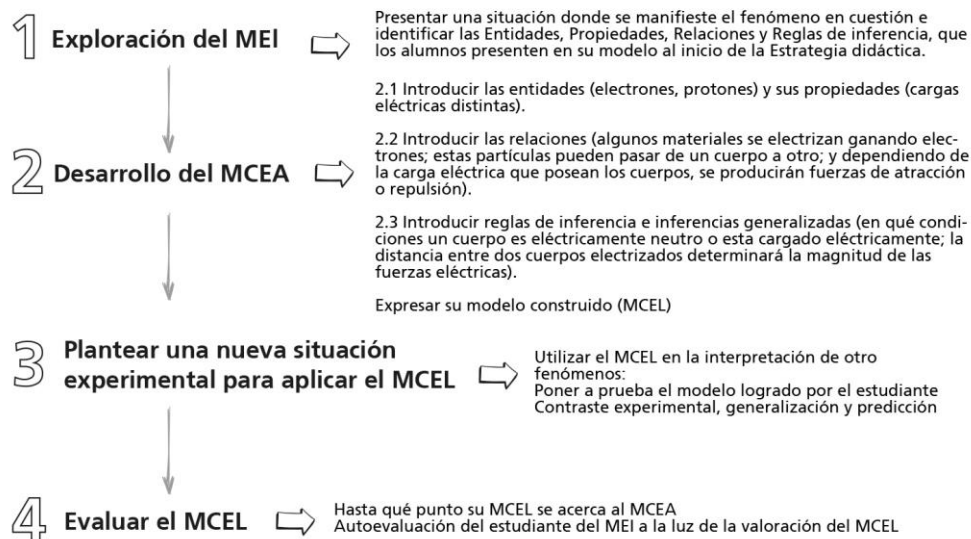 1 Exploración del MEI
Presentar una situación donde se manifieste el fenómeno en cuestión e
identificar las Entidades, Propiedades, Relaciones y Reglas de inferencia, que
los alumnos presenten en su modelo al inicio de la Estrategia didáctica.
2 Desarrollo del MCEA
2.1 Introducir las entidades (electrones, protones) y sus propiedades (cargas
eléctricas distintas).
2.2 Introducir las relaciones (algunos materiales se electrizan ganando elec-
trones; estas partículas pueden pasar de un cuerpo a otro; y dependiendo de
la carga eléctrica que posean los cuerpos, se producirán fuerzas de atracción
o repulsión).
2.3 Introducir reglas de inferencia e inferencias generalizadas (en qué condi-
ciones un cuerpo es eléctricamente neutro o esta cargado eléctricamente; la
distancia entre dos cuerpos electrizados determinará la magnitud de las
fuerzas eléctricas).
Expresar su modelo construido (MCEL)
3 Plantear una nueva situación
experimental para aplicar el MCEL
Utilizar el MCEL en la interpretación de otro
fenómenos:
Poner a prueba el modelo logrado por el estudiante
Contraste experimental, generalización y predicción
4 Evaluar el MCEL
Hasta qué punto su MCEL se acerca al MCEA
Autoevaluación del estudiante del MEI a la luz de la valoración del MCEL